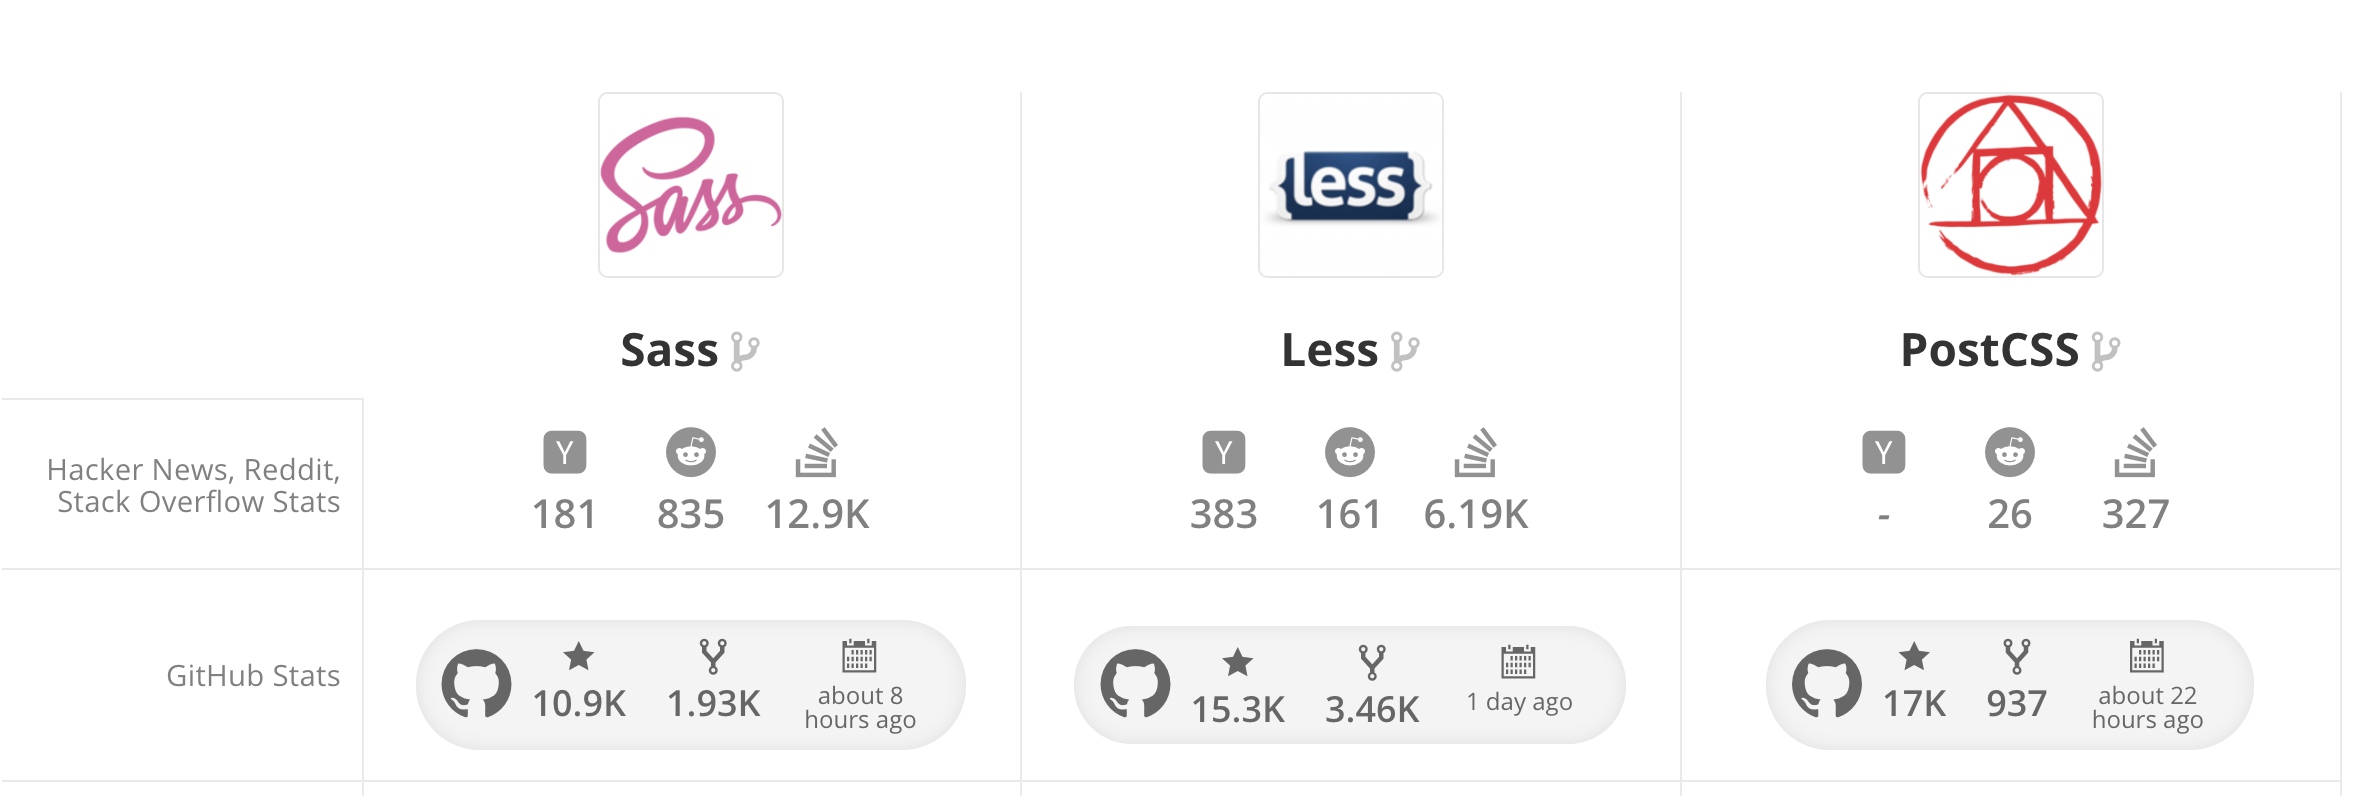 Sass
{less}
Sass
Less
PostCSS
Hacker News, Reddit,
Stack Overflow Stats
Y
181
835
12.9K
Y
383
161
6.19K
Y
-
26
327
GitHub Stats
10.9K
1.93K
about 8
hours ago
15.3K
3.46K
1 day ago
17K
937
about 22
hours ago